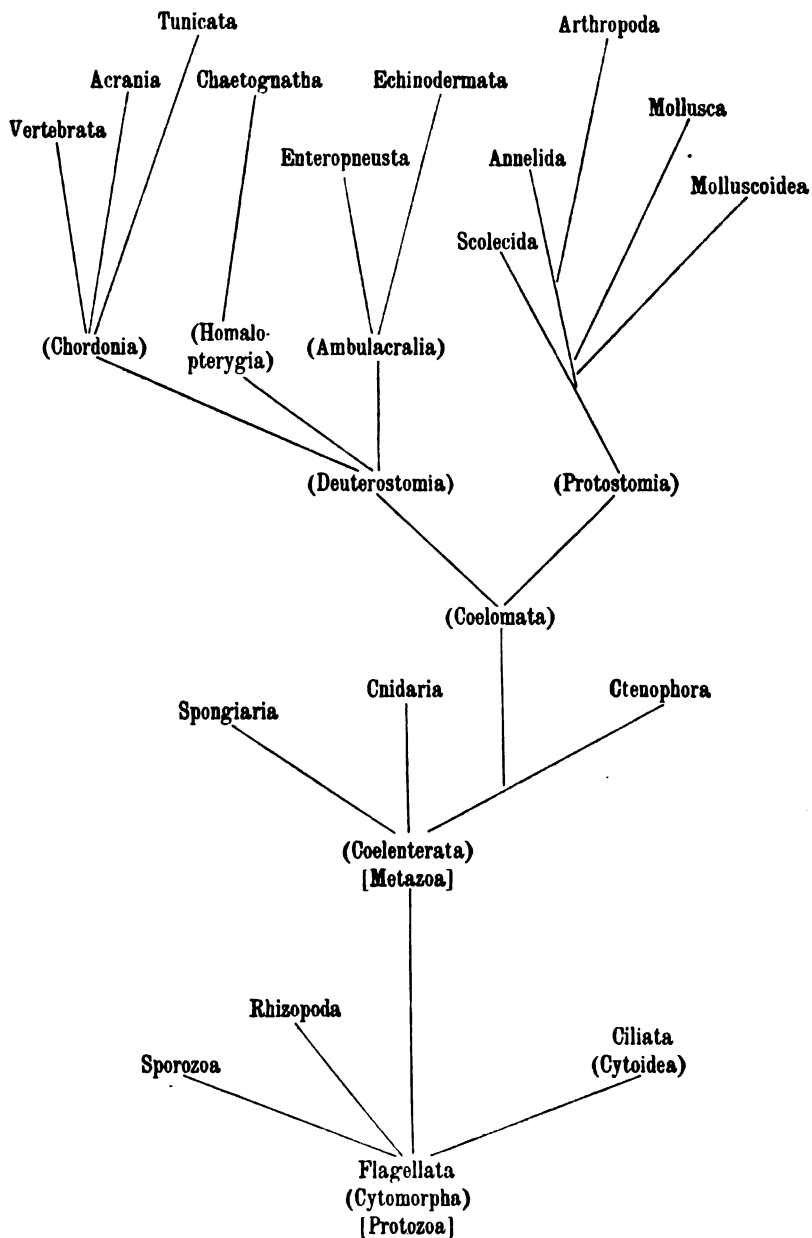 Tunicata
Arthropoda
Acrania
Chaetognatha
Echinodermata
Mollusca
Vertebrata
Enteropneusta
Annelida
Molluscoidea
Scolecida
(Chordonia)
(Homalo-
pterygia)
(Ambulacralia)
(Deuterostomia)
(Protostomia)
(Coelomata)
Spongiaria
Cnidaria
Ctenophora
(Coelenterata)
[Metazoa]
Rhizopoda
Sporozoa
Ciliata
(Cytoidea)
Flagellata
(Cytomorpha)
[Protozoa]